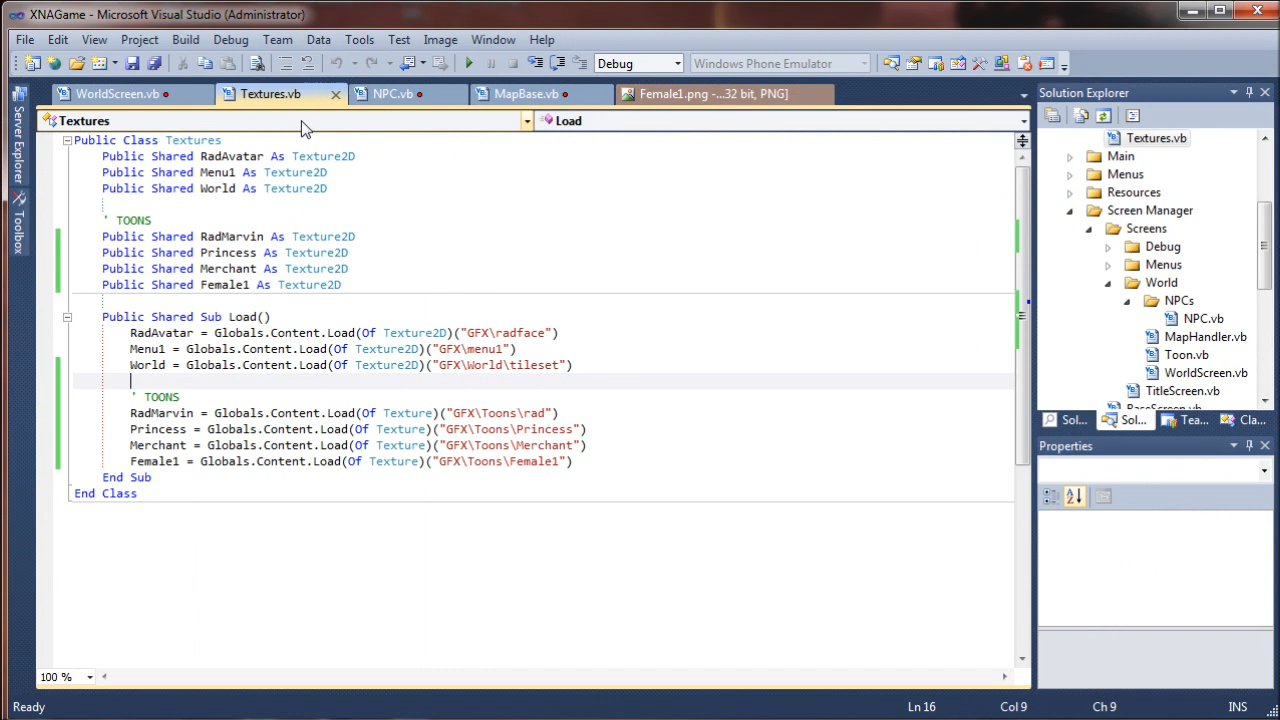 XNAGame - Microsoft Visual Studio (Administrator)
File Edit View Project Build Debug Team Data Tools Test Image Window Help
Debug Windows Phone Emulator
WorldScreen.vb Textures.vb NPC.vb MapBase.vb Female1.png -...32 bit, PNG]
Textures Load
Public Class Textures
Public Shared RadAvatar As Texture2D
Public Shared Menu1 As Texture2D
Public Shared World As Texture2D
' TOONS
Public Shared RadMarvin As Texture2D
Public Shared Princess As Texture2D
Public Shared Merchant As Texture2D
Public Shared Female1 As Texture2D
Public Shared Sub Load()
RadAvatar = Globals.Content.Load(Of Texture2D)("GFX\radface")
Menu1 = Globals.Content.Load(Of Texture2D)("GFX\menu1")
World = Globals.Content.Load(Of Texture2D)("GFX\World\tileset")
' TOONS
RadMarvin = Globals.Content.Load(Of Texture)("GFX\Toons\rad")
Princess = Globals.Content.Load(Of Texture)("GFX\Toons\Princess")
Merchant = Globals.Content.Load(Of Texture)("GFX\Toons\Merchant")
Female1 = Globals.Content.Load(Of Texture)("GFX\Toons\Female1")
End Sub
End Class
100 %
Server Explorer
Toolbox
Solution Explorer
Textures.vb
Main
Menus
Resources
Screen Manager
Screens
Debug
Menus
World
NPCs
NPC.vb
MapHandler.vb
Toon.vb
WorldScreen.vb
TitleScreen.vb
BaseScreen.vb
Sol... Sol... Tea... Cla...
Properties
Ready Ln 16 Col 9 Ch 9 INS